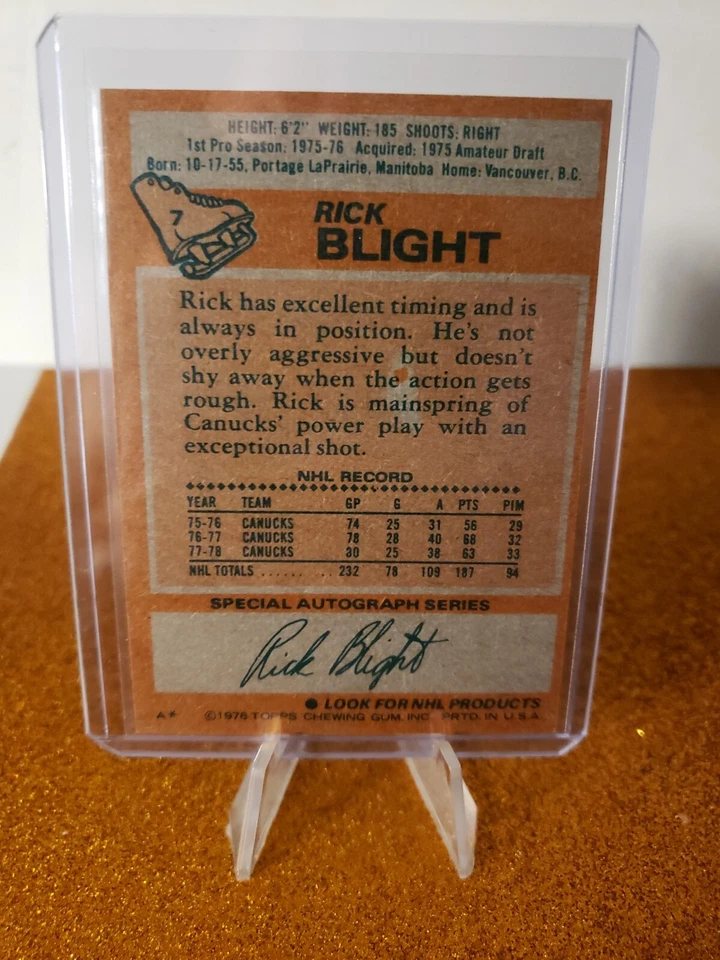 HEIGHT: 6'2" WEIGHT: 185 SHOOTS: RIGHT
1st Pro Season: 1975-76 Acquired: 1975 Amateur Draft
Born: 10-17-55, Portage LaPrairie, Manitoba Home: Vancouver, B.C.
7
RICK
BLIGHT
Rick has excellent timing and is
always in position. He's not
overly aggressive but doesn't
shy away when the action gets
rough. Rick is mainspring of
Canucks' power play with an
exceptional shot.
NHL RECORD
YEAR TEAM GP G A PTS PIM
75-76 CANUCKS 74 25 31 56 29
76-77 CANUCKS 78 28 40 68 32
77-78 CANUCKS 80 25 38 63 33
NHL TOTALS ...... .. 232 78 109 187 94
SPECIAL AUTOGRAPH SERIES
Rick Blight
● LOOK FOR NHL PRODUCTS
A* ©1978 TOPPS CHEWING GUM, INC. PRTD. IN U.S.A.